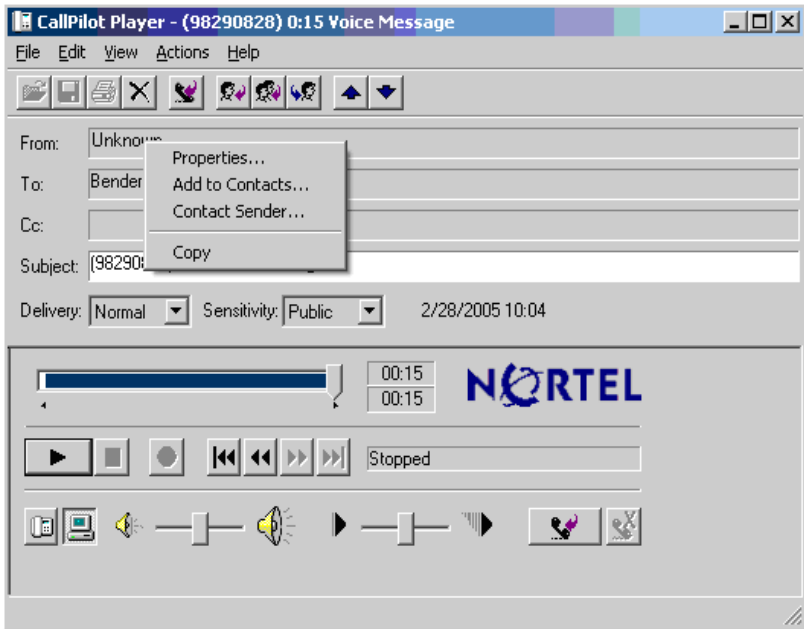 CallPilot Player - (98290828) 0:15 Voice Message
File Edit View Actions Help
From: Unknown
Properties...
To: Bender
Add to Contacts...
Contact Sender...
Cc:
Copy
Subject: (98290
Delivery: Normal Sensitivity: Public 2/28/2005 10:04
00:15
NORTEL
00:15
Stopped